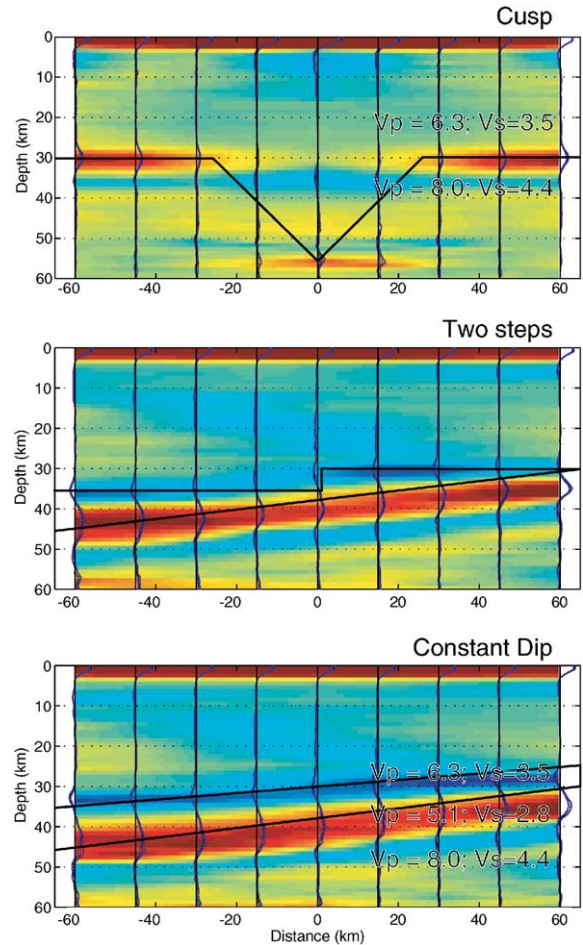 Cusp
0
10
20
30
40
50
60
Depth (km)
Vp = 6.3; Vs=3.5
Vp = 8.0; Vs=4.4
-60 -40 -20 0 20 40 60
Two steps
0
10
20
30
40
50
60
Depth (km)
-60 -40 -20 0 20 40 60
Constant Dip
0
10
20
30
40
50
60
Depth (km)
Vp = 6.3; Vs=3.5
Vp = 5.1; Vs=2.8
Vp = 8.0; Vs=4.4
-60 -40 -20 0 20 40 60
Distance (km)